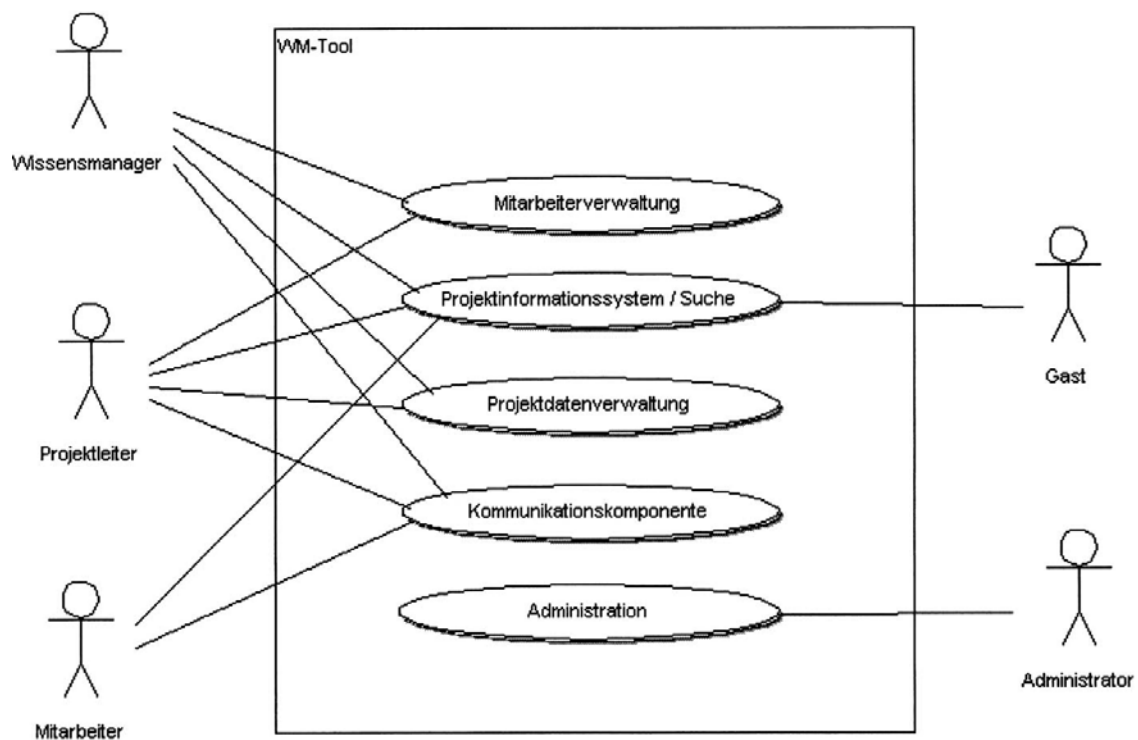 WM-Tool
Wissensmanager
Mitarbeiterverwaltung
Projektinformationssystem / Suche
Gast
Projektdatenverwaltung
Projektleiter
Kommunikationskomponente
Administration
Administrator
Mitarbeiter